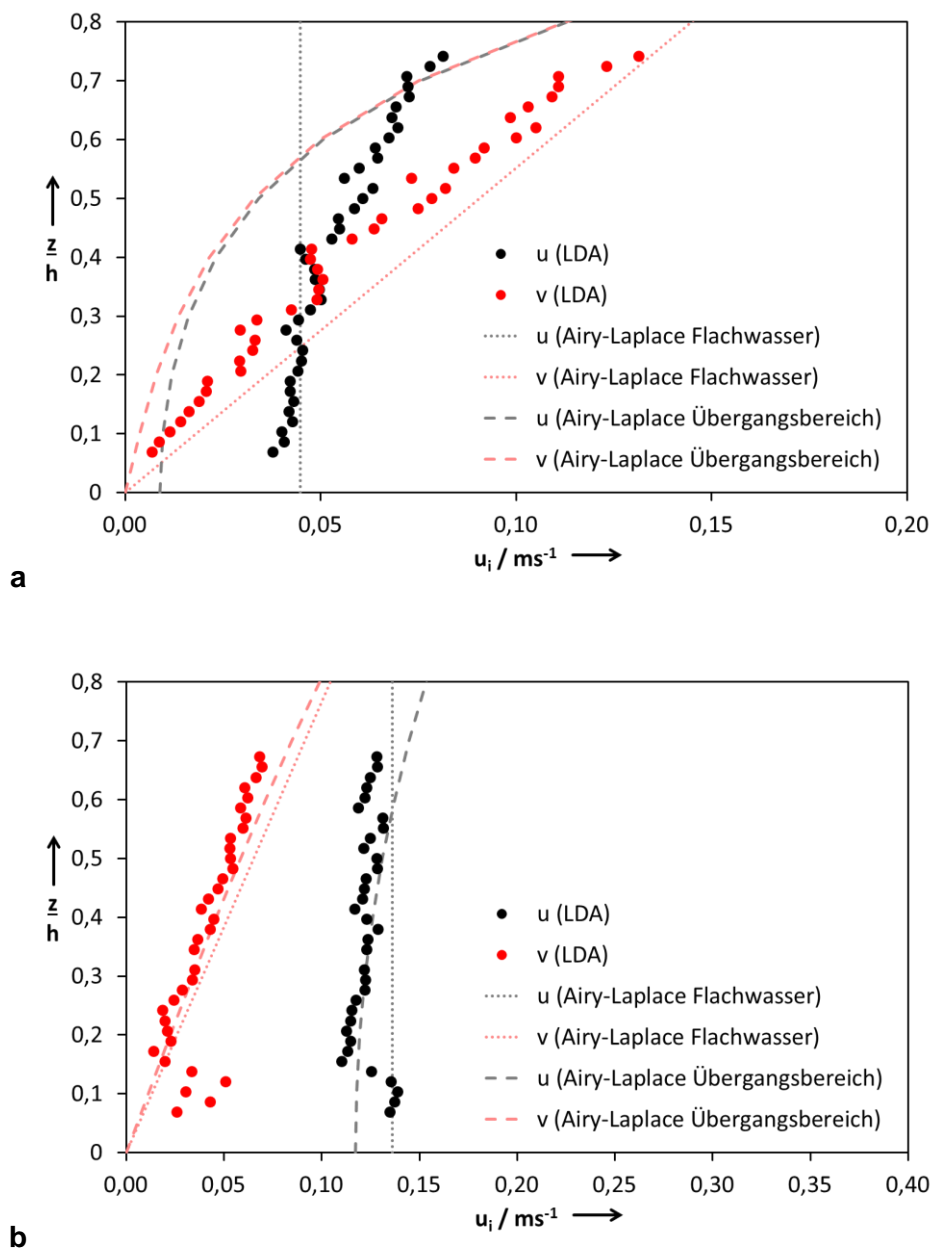 0,8
0,7
0,6
0,5
0,4
0,3
0,2
0,1
0
z
h
0,00
0,05
0,10
0,15
0,20
u (LDA)
v (LDA)
u (Airy-Laplace Flachwasser)
v (Airy-Laplace Flachwasser)
u (Airy-Laplace Übergangsbereich)
v (Airy-Laplace Übergangsbereich)
uᵢ / ms⁻¹
a
0,8
0,7
0,6
0,5
0,4
0,3
0,2
0,1
0
z
h
0,00
0,05
0,10
0,15
0,20
0,25
0,30
0,35
0,40
u (LDA)
v (LDA)
u (Airy-Laplace Flachwasser)
v (Airy-Laplace Flachwasser)
u (Airy-Laplace Übergangsbereich)
v (Airy-Laplace Übergangsbereich)
uᵢ / ms⁻¹
b